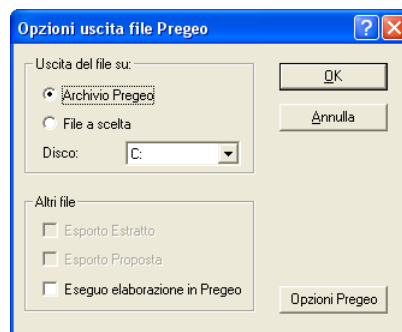 Opzioni uscita file Pregeo
Uscita del file su:
Archivio Pregeo
File a scelta
Disco: C:
OK
Annulla
Altri file
Esporto Estratto
Esporto Proposta
Eseguo elaborazione in Pregeo
Opzioni Pregeo